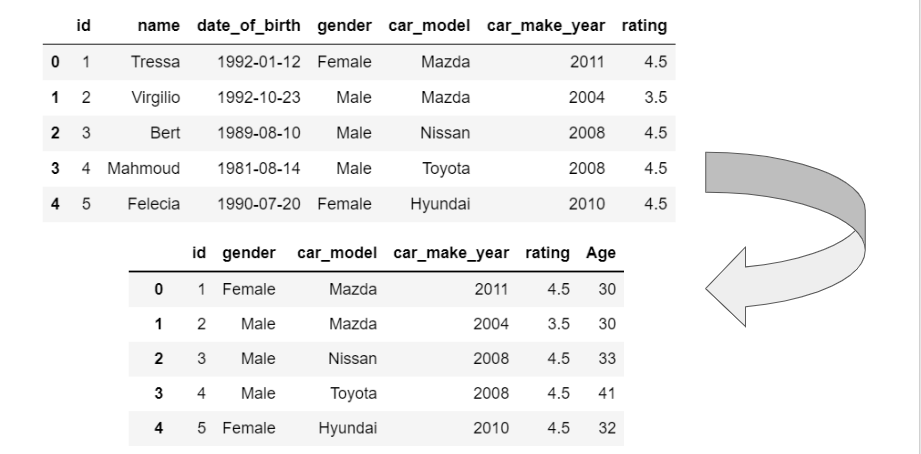 id name date_of_birth gender car_model car_make_year rating
0 1 Tressa 1992-01-12 Female Mazda 2011 4.5
1 2 Virgilio 1992-10-23 Male Mazda 2004 3.5
2 3 Bert 1989-08-10 Male Nissan 2008 4.5
3 4 Mahmoud 1981-08-14 Male Toyota 2008 4.5
4 5 Felecia 1990-07-20 Female Hyundai 2010 4.5
id gender car_model car_make_year rating Age
0 1 Female Mazda 2011 4.5 30
1 2 Male Mazda 2004 3.5 30
2 3 Male Nissan 2008 4.5 33
3 4 Male Toyota 2008 4.5 41
4 5 Female Hyundai 2010 4.5 32